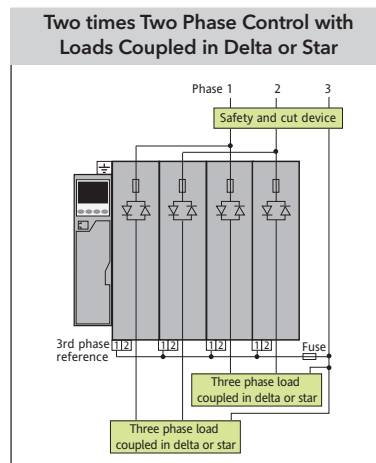 Two times Two Phase Control with
Loads Coupled in Delta or Star
Phase 1 2 3
Safety and cut device
3rd phase
reference
1 2 1 2 1 2 1 2
Fuse
Three phase load
coupled in delta or star
Three phase load
coupled in delta or star